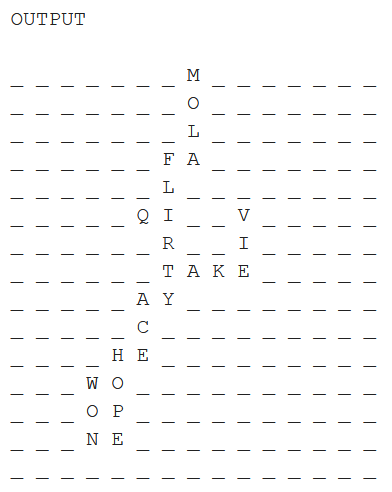 OUTPUT
_ _ _ _ _ _ _ M _ _ _ _ _ _ _
_ _ _ _ _ _ _ O _ _ _ _ _ _ _
_ _ _ _ _ _ _ L _ _ _ _ _ _ _
_ _ _ _ _ _ F A _ _ _ _ _ _ _
_ _ _ _ _ _ L _ _ _ _ _ _ _ _
_ _ _ _ _ Q I _ _ V _ _ _ _ _
_ _ _ _ _ _ R _ _ I _ _ _ _ _
_ _ _ _ _ _ T A K E _ _ _ _ _
_ _ _ _ _ A Y _ _ _ _ _ _ _ _
_ _ _ _ _ C _ _ _ _ _ _ _ _ _
_ _ _ _ H E _ _ _ _ _ _ _ _ _
_ _ _ W O _ _ _ _ _ _ _ _ _ _
_ _ _ O P _ _ _ _ _ _ _ _ _ _
_ _ _ N E _ _ _ _ _ _ _ _ _ _
_ _ _ _ _ _ _ _ _ _ _ _ _ _ _